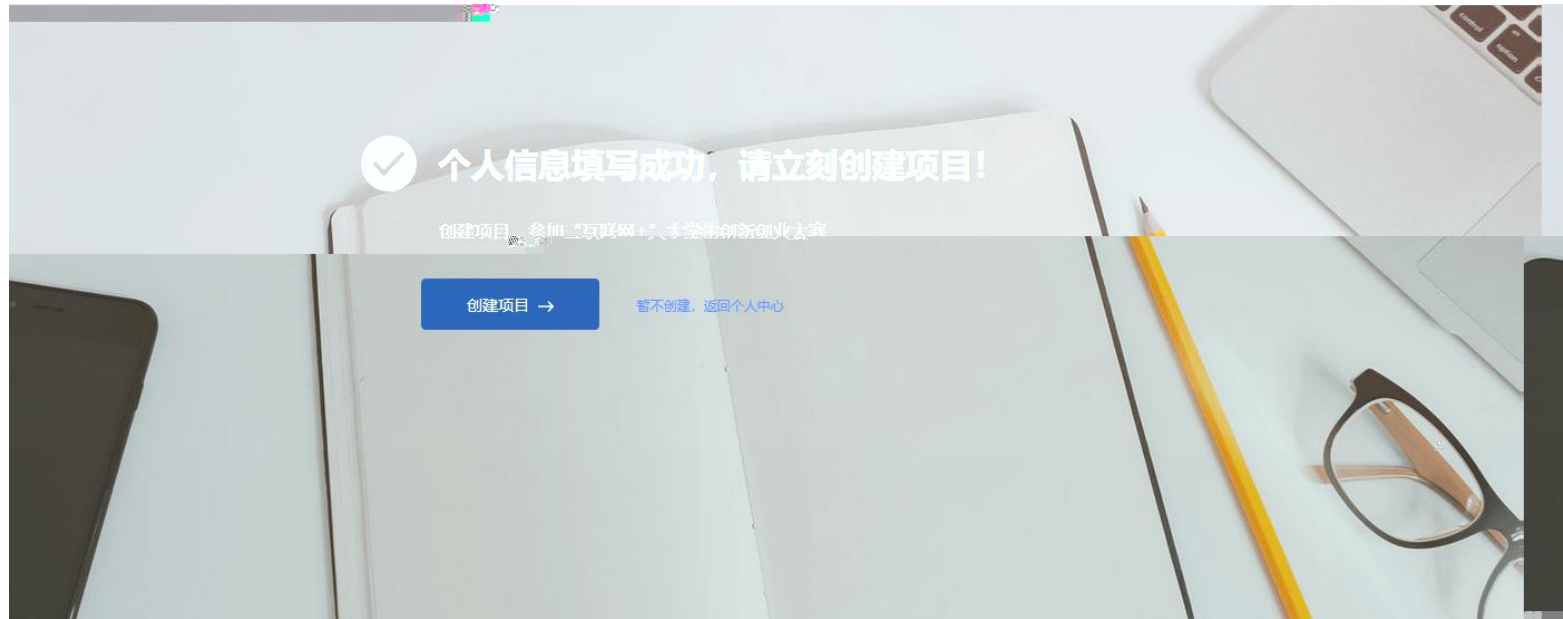 control
option
个人信息填写成功，请立刻创建项目！
创建项目，参加“互联网+”大学生创新创业大赛
创建项目 →
暂不创建，返回个人中心